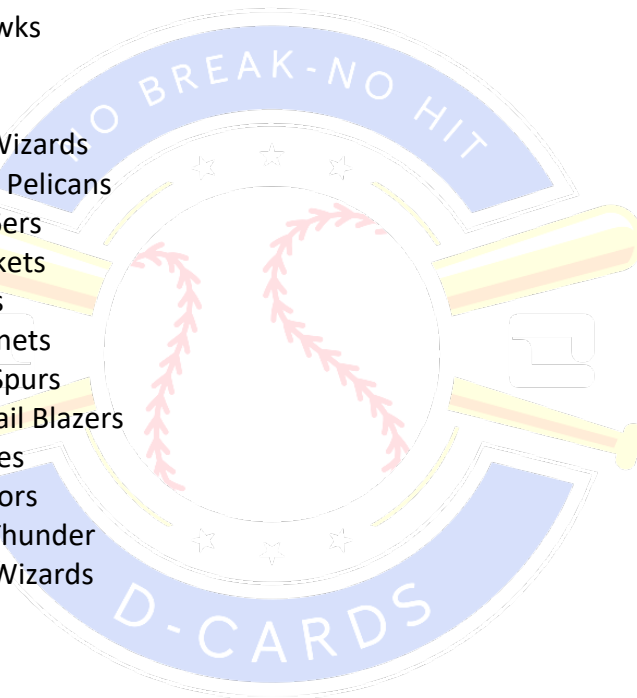 wks
NO BREAK-NO HIT
Wizards
Pelicans
ers
kets
s
nets
Spurs
ail Blazers
es
ors
Thunder
Wizards
D-CARDS